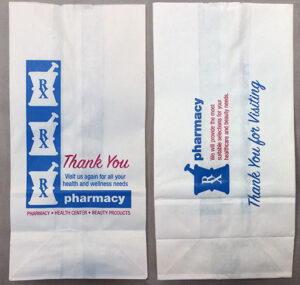 Rx
Rx
Rx
Thank You
Visit us again for all your
health and wellness needs
pharmacy
PHARMACY • HEALTH CENTER • BEAUTY PRODUCTS
Rx
pharmacy
We will provide the most
suitable selections for your
healthcare and beauty needs.
Thank You for Visiting